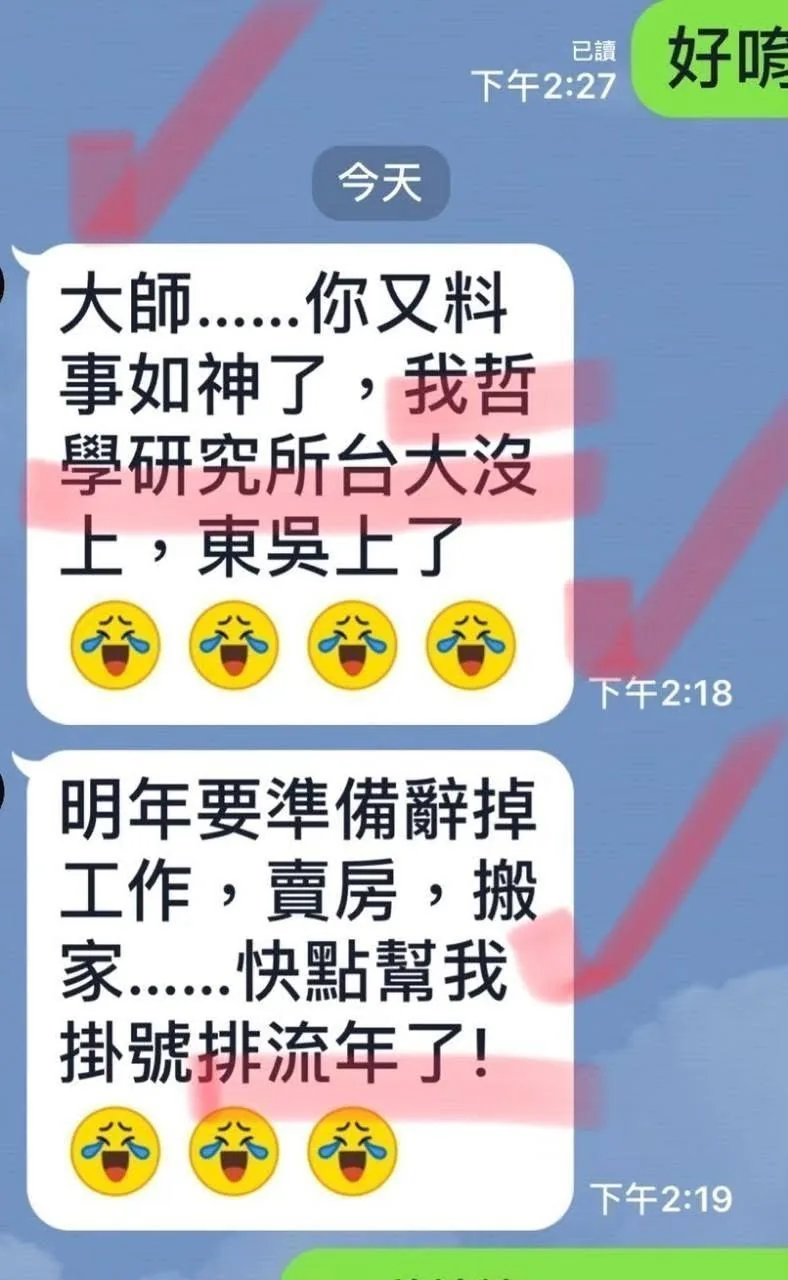 已讀
下午2:27
好唷
今天
大師......你又料
事如神了，我哲
學研究所台大沒
上，東吳上了
下午2:18
明年要準備辭掉
工作，賣房，搬
家......快點幫我
掛號排流年了!
下午2:19